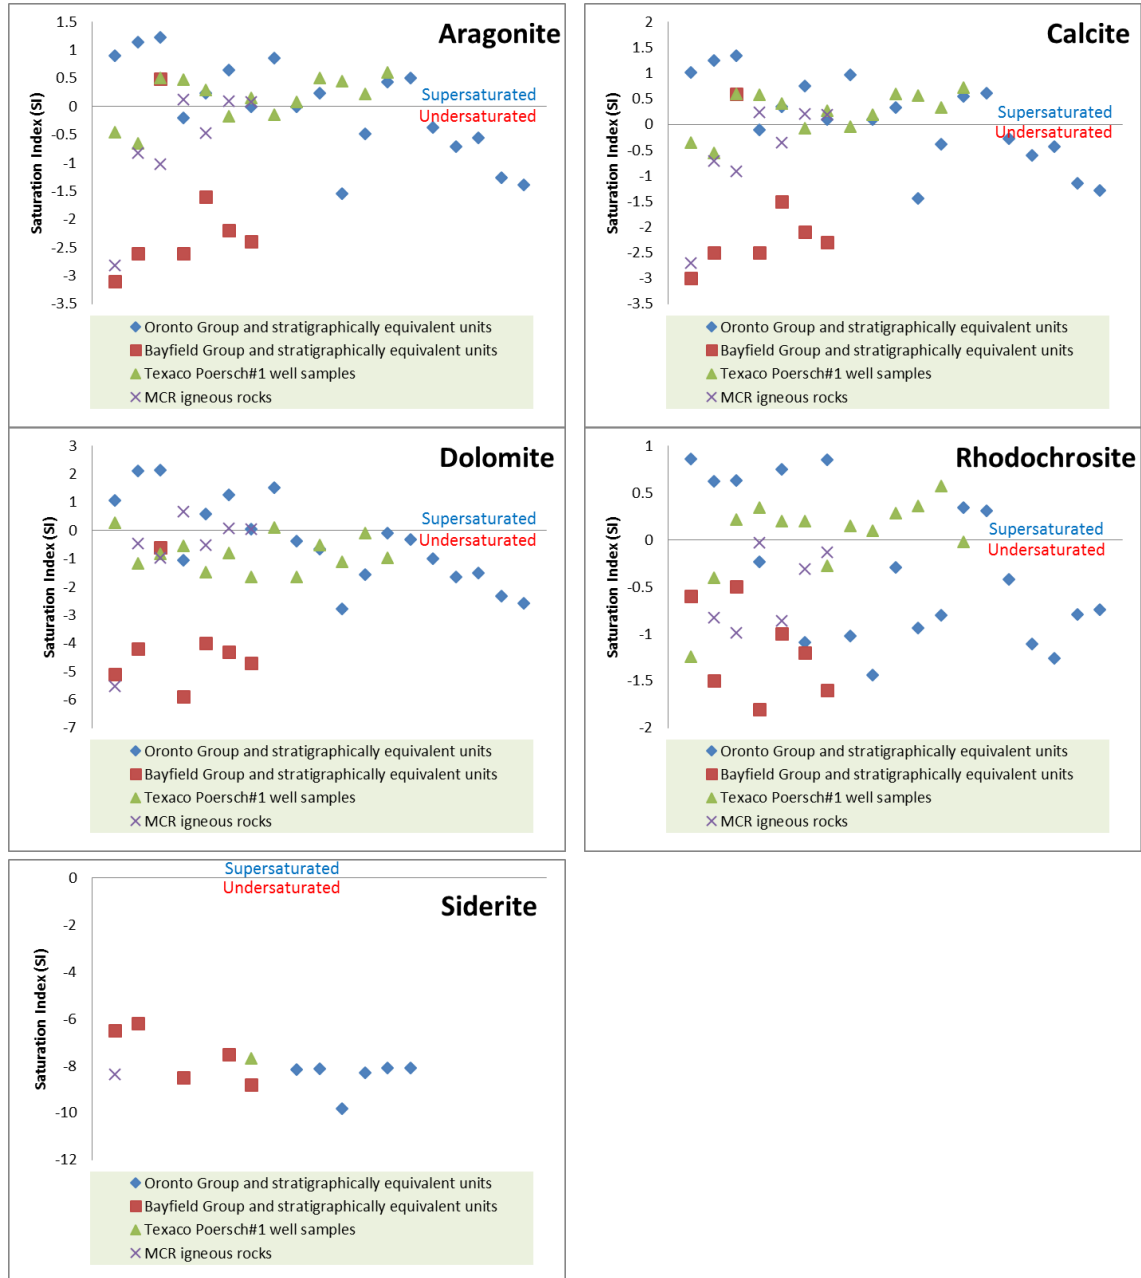 Aragonite
1.5
1
0.5
0
-0.5
-1
-1.5
-2
-2.5
-3
-3.5
Saturation Index (SI)
Supersaturated
Undersaturated
Oronto Group and stratigraphically equivalent units
Bayfield Group and stratigraphically equivalent units
Texaco Poersch#1 well samples
MCR igneous rocks
Calcite
2
1.5
1
0.5
0
-0.5
-1
-1.5
-2
-2.5
-3
-3.5
Saturation Index (SI)
Supersaturated
Undersaturated
Oronto Group and stratigraphically equivalent units
Bayfield Group and stratigraphically equivalent units
Texaco Poersch#1 well samples
MCR igneous rocks
Dolomite
3
2
1
0
-1
-2
-3
-4
-5
-6
-7
Saturation Index (SI)
Supersaturated
Undersaturated
Oronto Group and stratigraphically equivalent units
Bayfield Group and stratigraphically equivalent units
Texaco Poersch#1 well samples
MCR igneous rocks
Rhodochrosite
1
0.5
0
-0.5
-1
-1.5
-2
Saturation Index (SI)
Supersaturated
Undersaturated
Oronto Group and stratigraphically equivalent units
Bayfield Group and stratigraphically equivalent units
Texaco Poersch#1 well samples
MCR igneous rocks
Siderite
0
-2
-4
-6
-8
-10
-12
Saturation Index (SI)
Supersaturated
Undersaturated
Oronto Group and stratigraphically equivalent units
Bayfield Group and stratigraphically equivalent units
Texaco Poersch#1 well samples
MCR igneous rocks